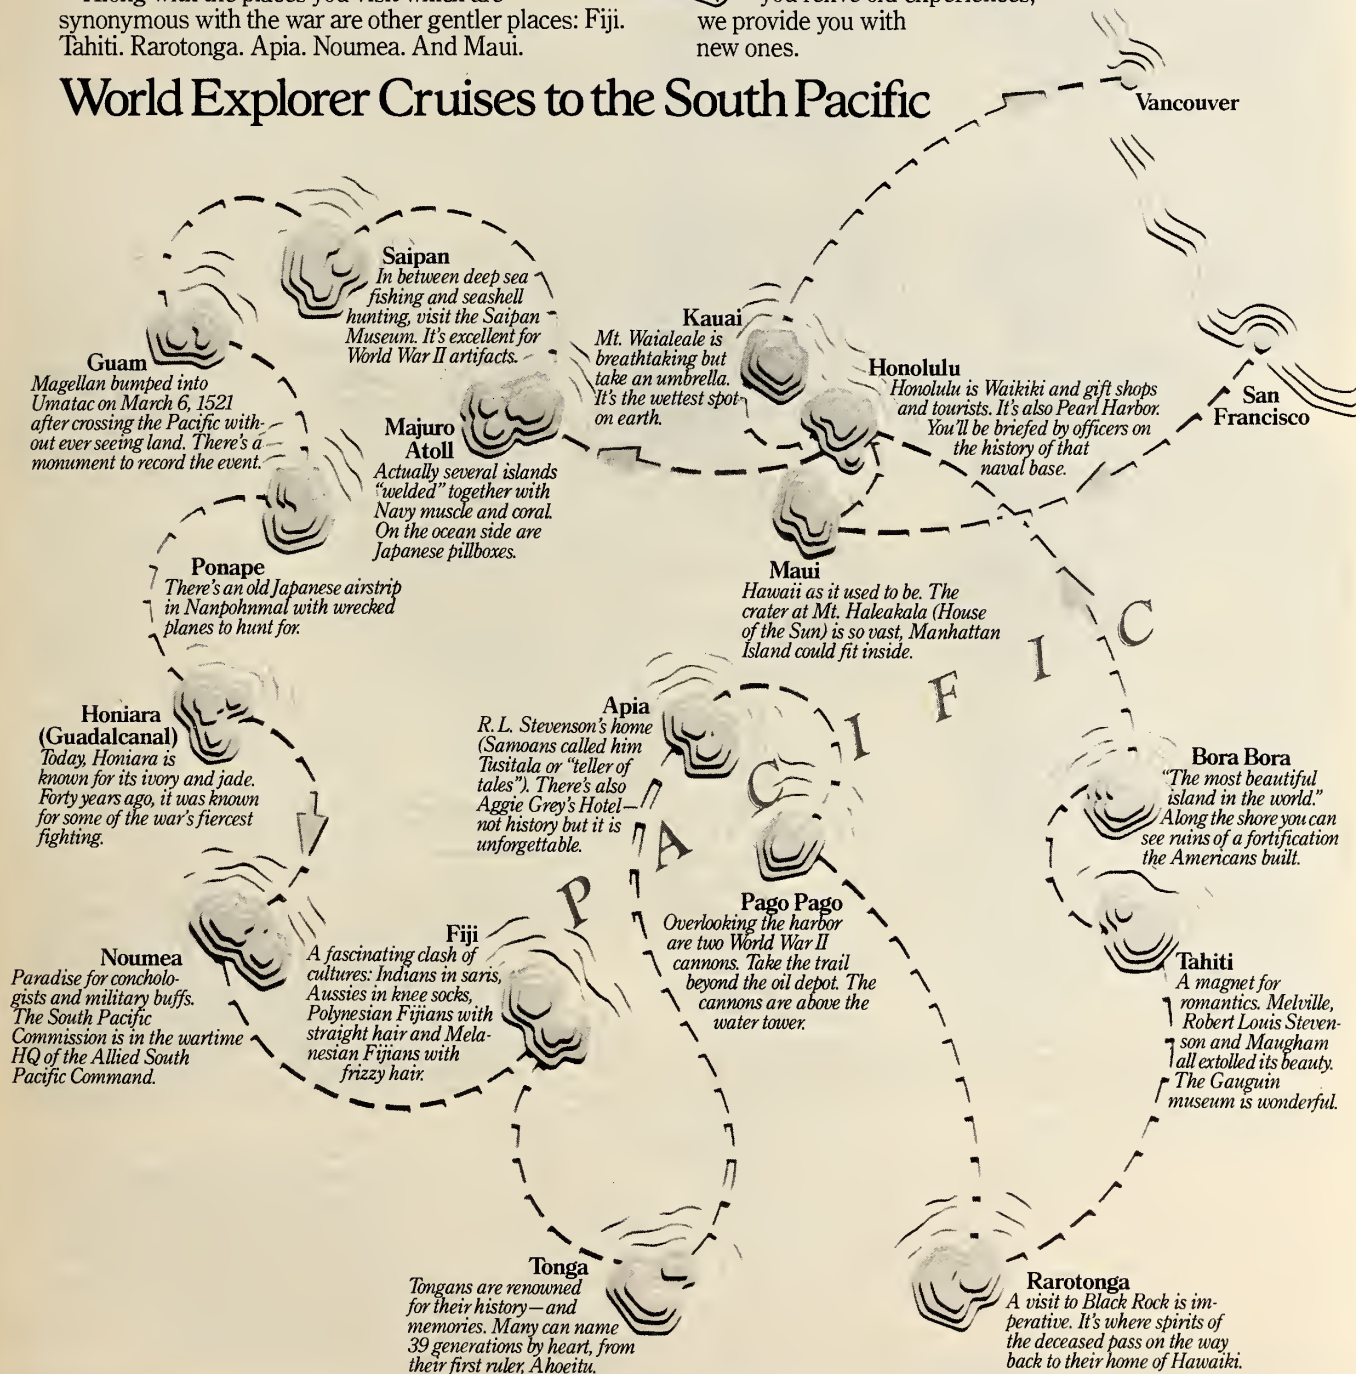 synonymous with the war are other gentler places: Fiji.
Tahiti. Rarotonga. Apia. Noumea. And Maui.
we provide you with
new ones.
World Explorer Cruises to the South Pacific
Vancouver
San
Francisco
Saipan
In between deep sea
fishing and seashell
hunting, visit the Saipan
Museum. It's excellent for
World War II artifacts.
Guam
Magellan bumped into
Umatac on March 6, 1521
after crossing the Pacific with-
out ever seeing land. There's a
monument to record the event.
Kauai
Mt. Waialeale is
breathtaking but
take an umbrella.
It's the wettest spot
on earth.
Honolulu
Honolulu is Waikiki and gift shops
and tourists. It's also Pearl Harbor.
You'll be briefed by officers on
the history of that
naval base.
Majuro
Atoll
Actually several islands
"welded" together with
Navy muscle and coral.
On the ocean side are
Japanese pillboxes.
Ponape
There's an old Japanese airstrip
in Nanpohnmal with wrecked
planes to hunt for.
Maui
Hawaii as it used to be. The
crater at Mt. Haleakala (House
of the Sun) is so vast, Manhattan
Island could fit inside.
PACIFIC
Honiara
(Guadalcanal)
Today, Honiara is
known for its ivory and jade.
Forty years ago, it was known
for some of the war's fiercest
fighting.
Apia
R. L. Stevenson's home
(Samoans called him
Tusitala or "teller of
tales"). There's also
Aggie Grey's Hotel—
not history but it is
unforgettable.
Bora Bora
"The most beautiful
island in the world."
Along the shore you can
see ruins of a fortification
the Americans built.
Pago Pago
Overlooking the harbor
are two World War II
cannons. Take the trail
beyond the oil depot. The
cannons are above the
water tower.
Noumea
Paradise for concholo-
gists and military buffs.
The South Pacific
Commission is in the wartime
HQ of the Allied South
Pacific Command.
Fiji
A fascinating clash of
cultures: Indians in saris,
Aussies in knee socks,
Polynesian Fijians with
straight hair and Mela-
nesian Fijians with
frizzy hair.
Tahiti
A magnet for
romantics. Melville,
Robert Louis Steven-
son and Maugham
all extolled its beauty.
The Gauguin
museum is wonderful.
Tonga
Tongans are renowned
for their history—and
memories. Many can name
39 generations by heart, from
their first ruler, Ahoeitu.
Rarotonga
A visit to Black Rock is im-
perative. It's where spirits of
the deceased pass on the way
back to their home of Hawaiki.